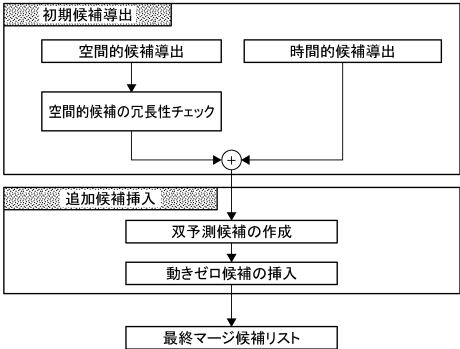 初期候補導出
空間的候補導出
時間的候補導出
空間的候補の冗長性チェック
+
追加候補挿入
双予測候補の作成
動きゼロ候補の挿入
最終マージ候補リスト